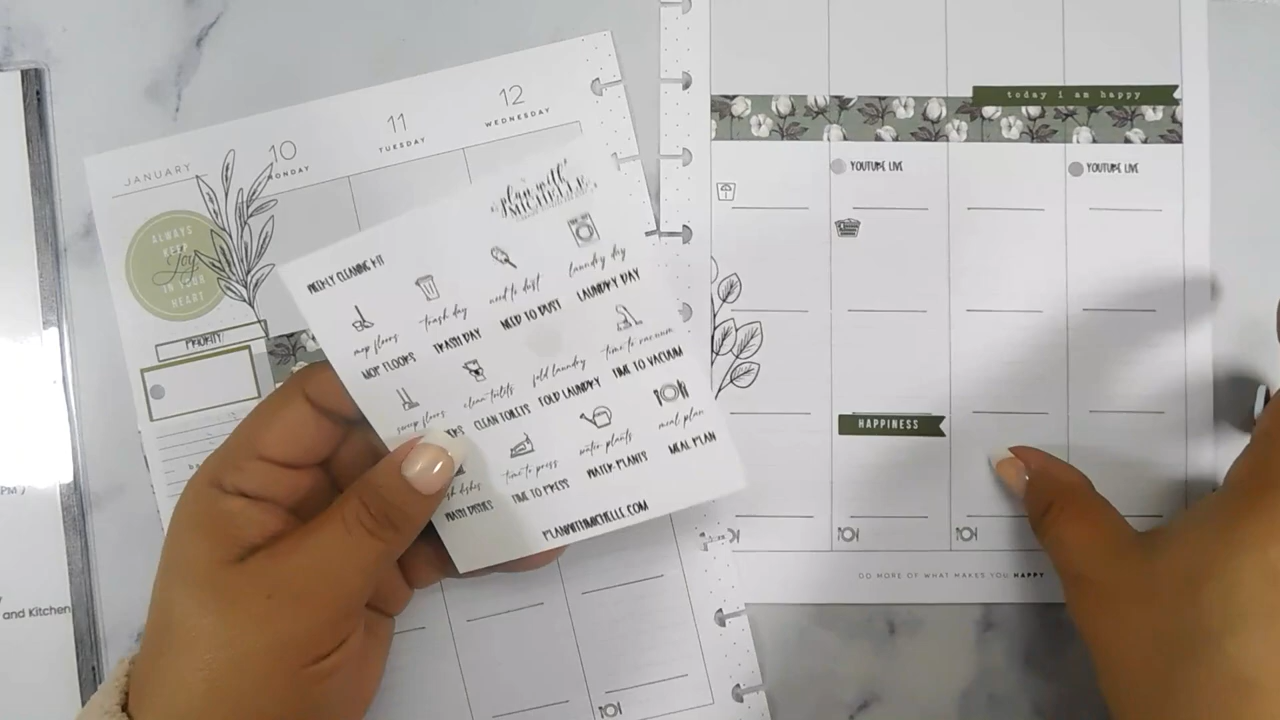 JANUARY
10
MONDAY
11
TUESDAY
12
WEDNESDAY
ALWAYS
KEEP
Joy
IN YOUR
HEART
PRIORITY
plan with
MICHELLE
WEEKLY CLEANING KIT
mop floors
MOP FLOORS
trash day
TRASH DAY
need to dust
NEED TO DUST
laundry day
LAUNDRY DAY
sweep floors
clean toilets
CLEAN TOILETS
fold laundry
FOLD LAUNDRY
time to vacuum
TIME TO VACUUM
dishes
WASH DISHES
time to press
TIME TO PRESS
water plants
WATER PLANTS
meal plan
MEAL PLAN
PLANWITHMICHELLE.COM
today i am happy
YOUTUBE LIVE
YOUTUBE LIVE
HAPPINESS
DO MORE OF WHAT MAKES YOU HAPPY
PM)
and Kitchen